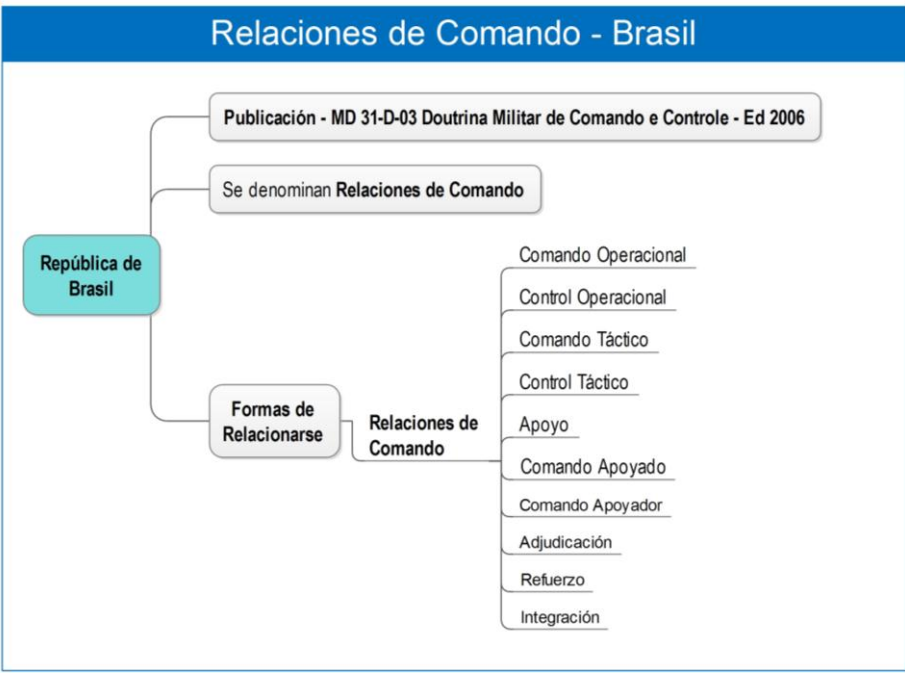 Relaciones de Comando - Brasil
Publicación - MD 31-D-03 Doutrina Militar de Comando e Controle - Ed 2006
Se denominan Relaciones de Comando
República de
Brasil
Formas de
Relacionarse
Relaciones de
Comando
Comando Operacional
Control Operacional
Comando Táctico
Control Táctico
Apoyo
Comando Apoyado
Comando Apoyador
Adjudicación
Refuerzo
Integración